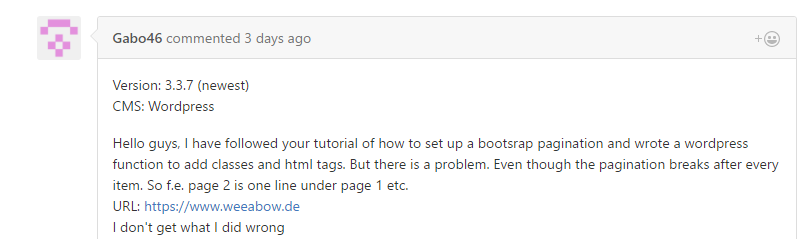 Gabo46 commented 3 days ago
Version: 3.3.7 (newest)
CMS: Wordpress
Hello guys, I have followed your tutorial of how to set up a bootsrap pagination and wrote a wordpress
function to add classes and html tags. But there is a problem. Even though the pagination breaks after every
item. So f.e. page 2 is one line under page 1 etc.
URL: https://www.weeabow.de
I don't get what I did wrong